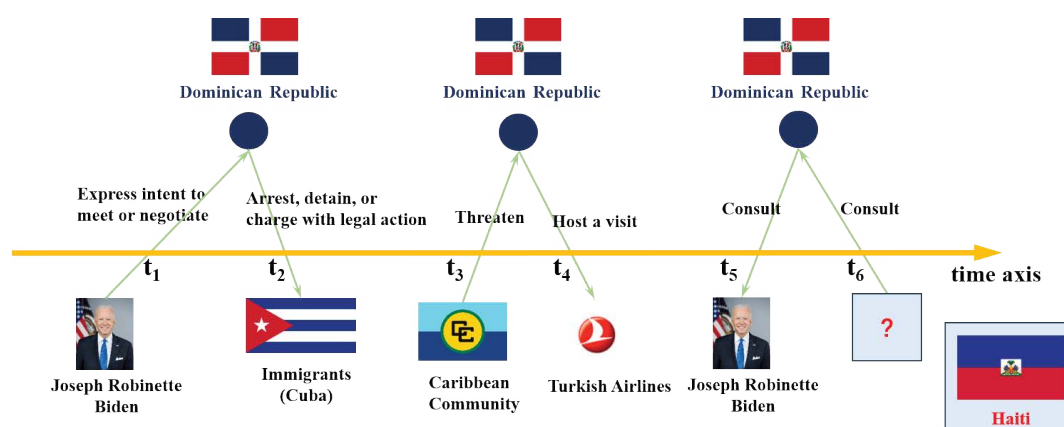 Dominican Republic
Dominican Republic
Dominican Republic
Express intent to
meet or negotiate
Arrest, detain, or
charge with legal action
Threaten
Host a visit
Consult
Consult
t1
t2
t3
t4
t5
t6
time axis
Joseph Robinette
Biden
Immigrants
(Cuba)
Caribbean
Community
Turkish Airlines
Joseph Robinette
Biden
?
Haiti